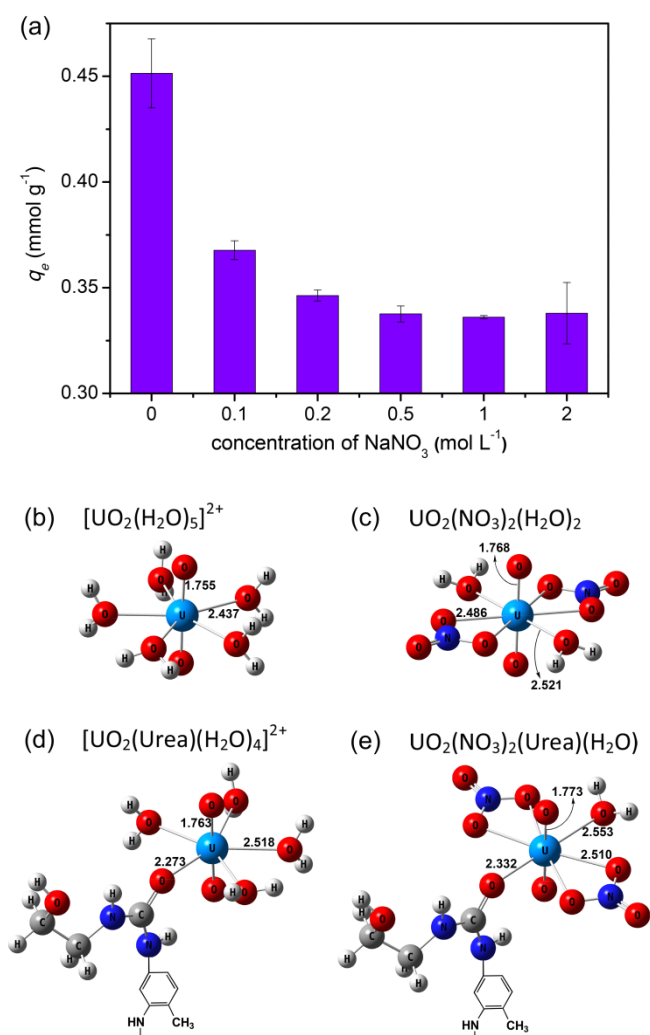 (a)
0.45
0.40
0.35
0.30
qₑ (mmol g⁻¹)
0 0.1 0.2 0.5 1 2
concentration of NaNO₃ (mol L⁻¹)
(b) [UO₂(H₂O)₅]²⁺
H O H O H H O 1.755 U 2.437 O H H O H H O H O H
(c) UO₂(NO₃)₂(H₂O)₂
1.768 O H H O O N O O 2.486 U O O N O O O H H 2.521
(d) [UO₂(Urea)(H₂O)₄]²⁺
H O H O O 1.763 H O H U 2.518 O H H 2.273 O O H O H
H O H C H C H H N C N H
HN CH₃
(e) UO₂(NO₃)₂(Urea)(H₂O)
O N O O O 1.773 H O H U 2.553 2.510 2.332 O O O O N O
H O H C H C H H N C N H
HN CH₃